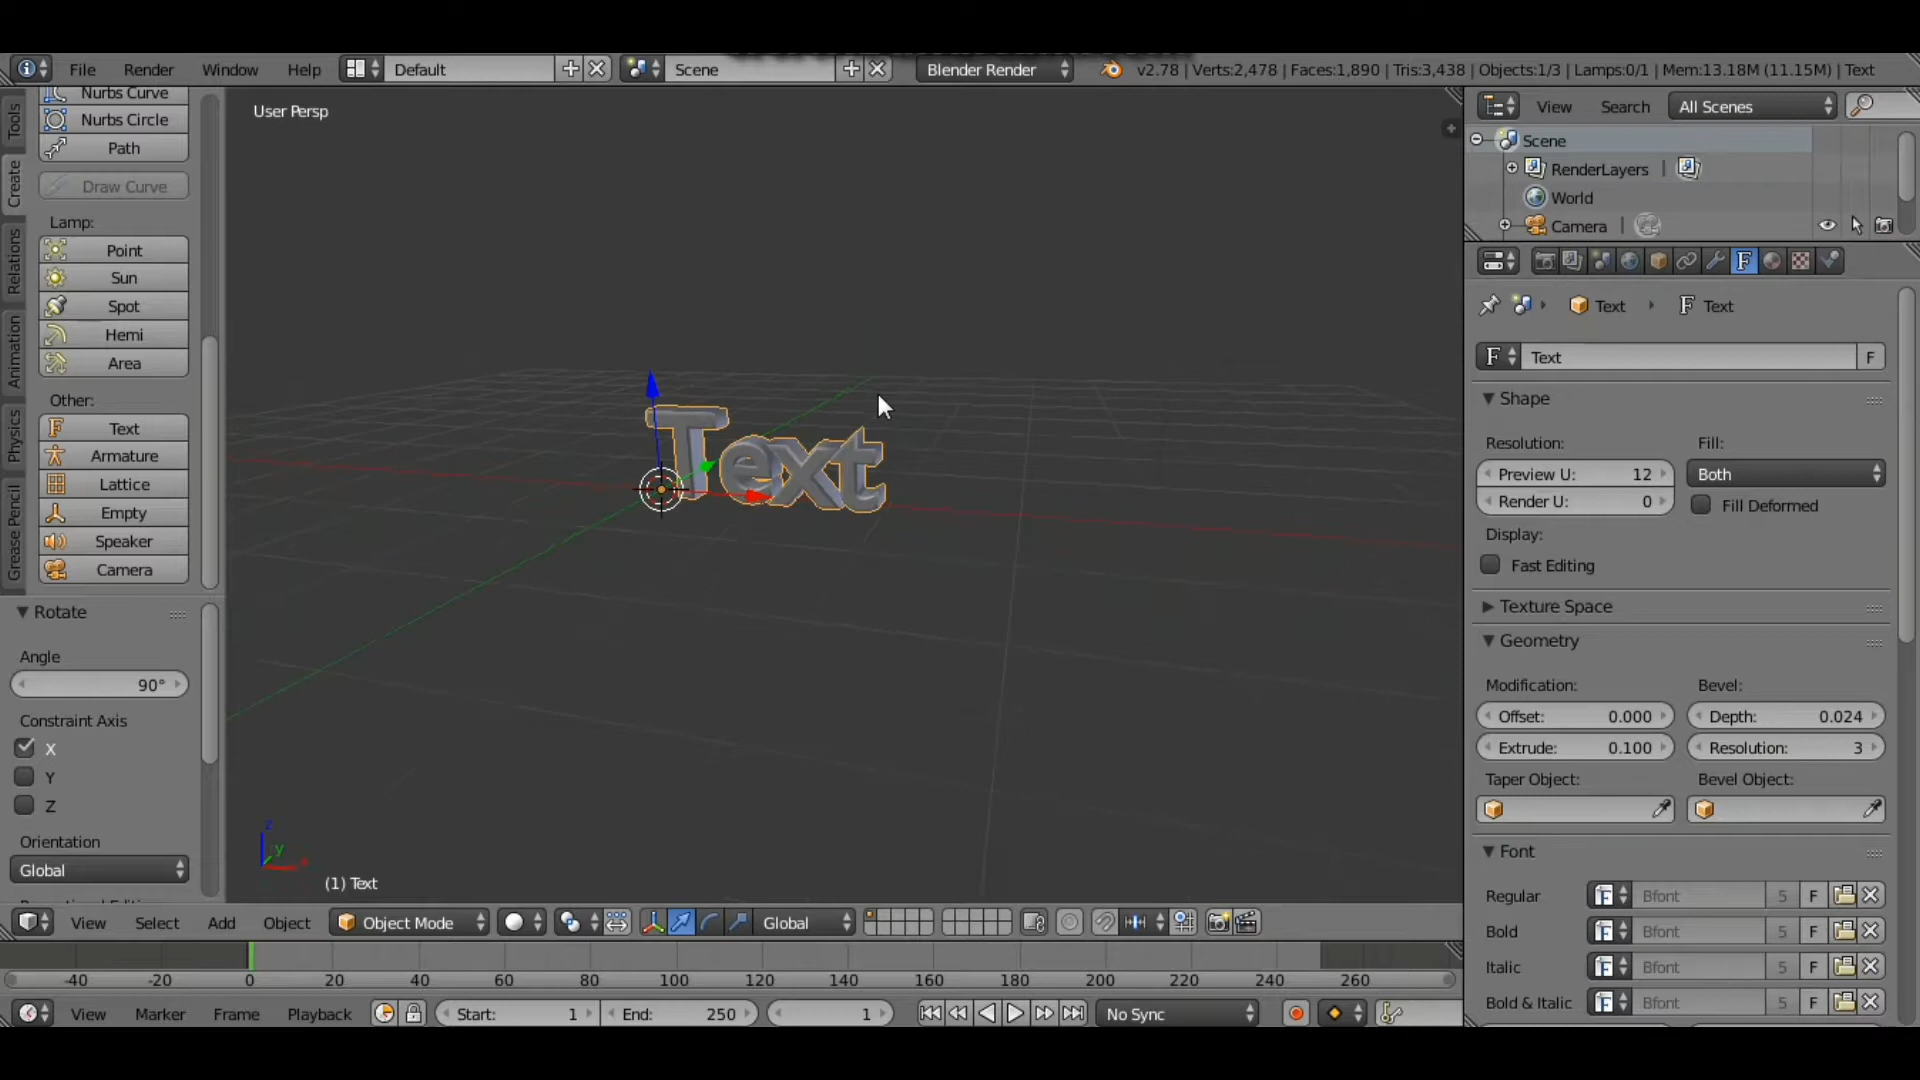 File Render Window Help Default Scene Blender Render v2.78 | Verts:2,478 | Faces:1,890 | Tris:3,438 | Objects:1/3 | Lamps:0/1 | Mem:13.18M (11.15M) | Text
Tools
Create
Relations
Animation
Physics
Grease Pencil
Nurbs Curve
Nurbs Circle
Path
Draw Curve
Lamp:
Point
Sun
Spot
Hemi
Area
Other:
Text
Armature
Lattice
Empty
Speaker
Camera
Rotate
Angle
90°
Constraint Axis
X
Y
Z
Orientation
Global
User Persp
Text
z
y
(1) Text
View Search All Scenes
Scene
RenderLayers |
World
Camera |
Text F Text
F Text F
Shape
Resolution: Fill:
Preview U: 12 Both
Render U: 0 Fill Deformed
Display:
Fast Editing
Texture Space
Geometry
Modification: Bevel:
Offset: 0.000 Depth: 0.024
Extrude: 0.100 Resolution: 3
Taper Object: Bevel Object:
Font
Regular Bfont 5 F
Bold Bfont 5 F
Italic Bfont 5 F
Bold & Italic Bfont 5 F
View Select Add Object Object Mode Global
-40 -20 0 20 40 60 80 100 120 140 160 180 200 220 240 260
View Marker Frame Playback Start: 1 End: 250 1 No Sync